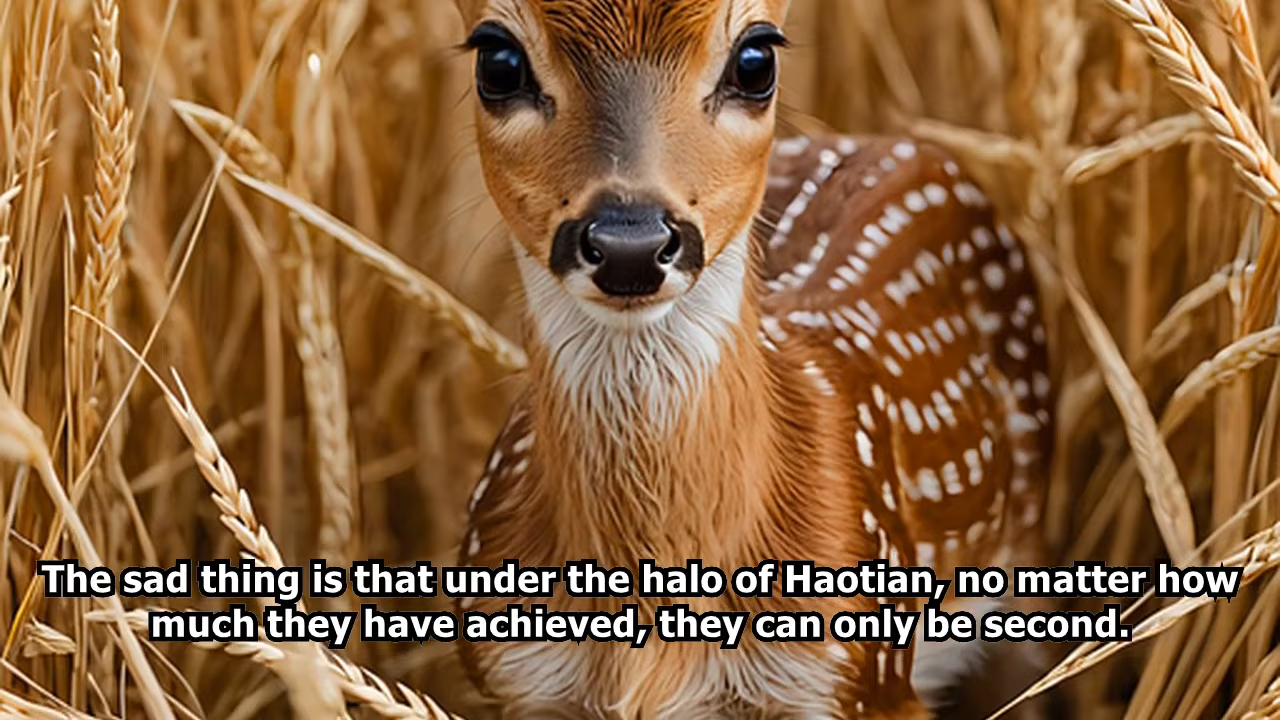 The sad thing is that under the halo of Haotian, no matter how
much they have achieved, they can only be second.